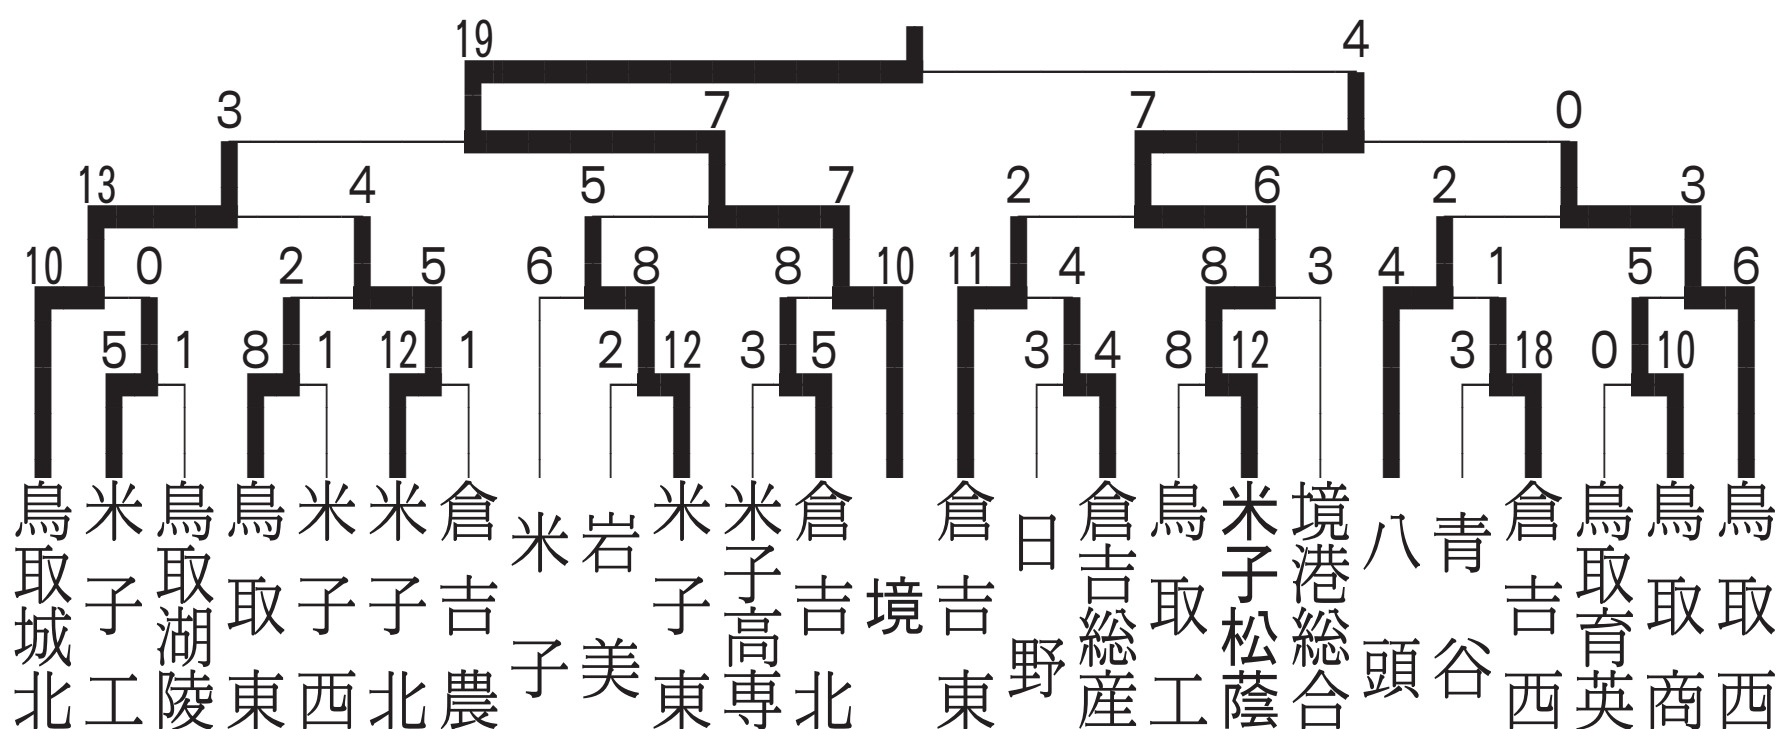 19 4
3 7 7 0
13 4 5 7 2 6 2 3
10 0 2 5 6 8 8 10 11 4 8 3 4 1 5 6
5 1 8 1 12 1 2 12 3 5 3 4 8 12 3 18 0 10
鳥取城北
米子工
鳥取湖陵
鳥取東
米子西
米子北
倉吉農
米子
岩美
米子東
米子高専
倉吉北
境
倉吉東
日野
倉吉総産
鳥取工
米子松蔭
境港総合
八頭
青谷
倉吉西
鳥取育英
鳥取商
鳥取西